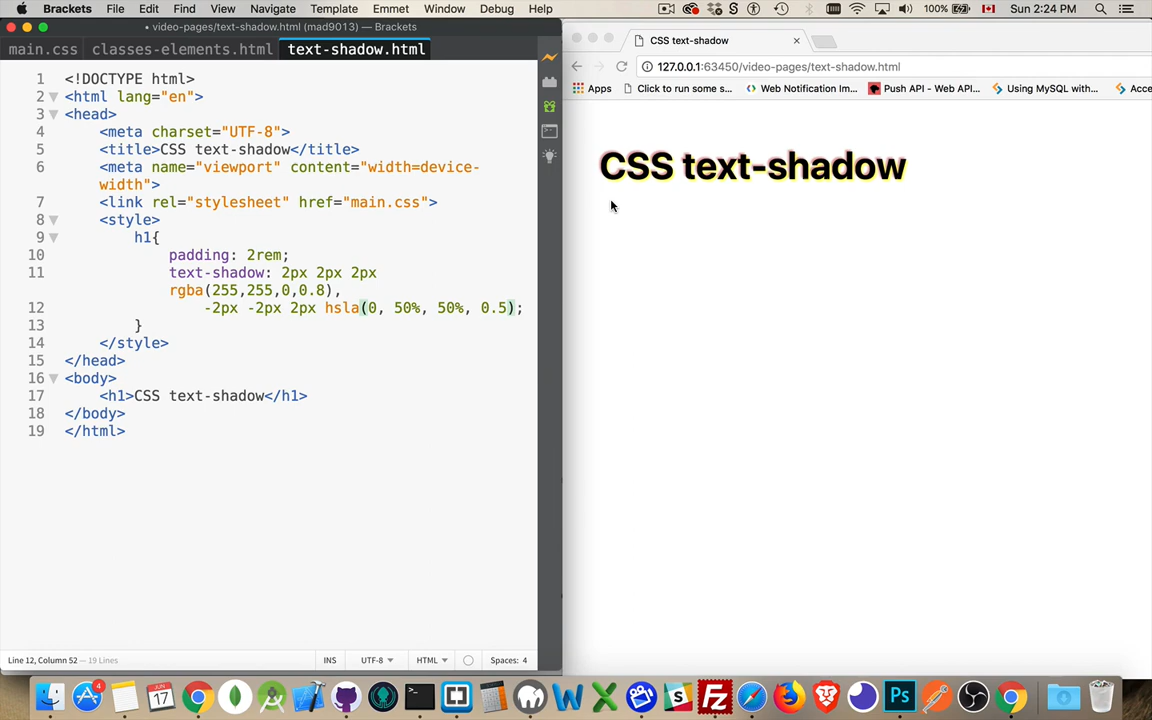 Brackets File Edit Find View Navigate Template Emmet Window Debug Help 100% Sun 2:24 PM
• video-pages/text-shadow.html (mad9013) — Brackets
main.css classes-elements.html text-shadow.html
1 <!DOCTYPE html>
2 <html lang="en">
3 <head>
4 <meta charset="UTF-8">
5 <title>CSS text-shadow</title>
6 <meta name="viewport" content="width=device-
width">
7 <link rel="stylesheet" href="main.css">
8 <style>
9 h1{
10 padding: 2rem;
11 text-shadow: 2px 2px 2px
rgba(255,255,0,0.8),
12 -2px -2px 2px hsla(0, 50%, 50%, 0.5);
13 }
14 </style>
15 </head>
16 <body>
17 <h1>CSS text-shadow</h1>
18 </body>
19 </html>
Line 12, Column 52 — 19 Lines INS UTF-8 HTML Spaces: 4
CSS text-shadow
127.0.0.1:63450/video-pages/text-shadow.html
Apps Click to run some s... Web Notification Im... Push API - Web API... Using MySQL with... Acce
CSS text-shadow
4
JUN
17